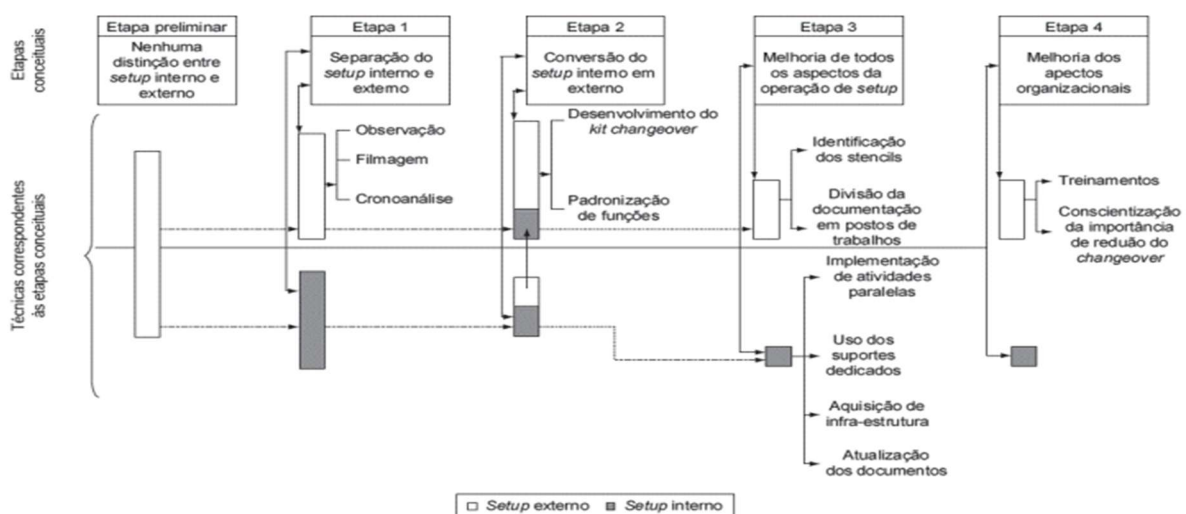 Etapas
conceituais
Etapa preliminar
Nenhuma
distinção entre
setup interno e
externo
Etapa 1
Separação do
setup interno e
externo
Etapa 2
Conversão do
setup interno em
externo
Etapa 3
Melhoria de todos
os aspectos da
operação de setup
Etapa 4
Melhoria dos
apectos
organizacionais
Técnicas correspondentes
às etapas conceituais
Observação
Filmagem
Cronoanálise
Desenvolvimento do
kit changeover
Padronização
de funções
Identificação
dos stencils
Divisão da
documentação
em postos de
trabalhos
Implementação
de atividades
paralelas
Uso dos
suportes
dedicados
Aquisição de
infra-estrutura
Atualização
dos documentos
Treinamentos
Conscientização
da importância
de reduão do
changeover
Setup externo Setup interno